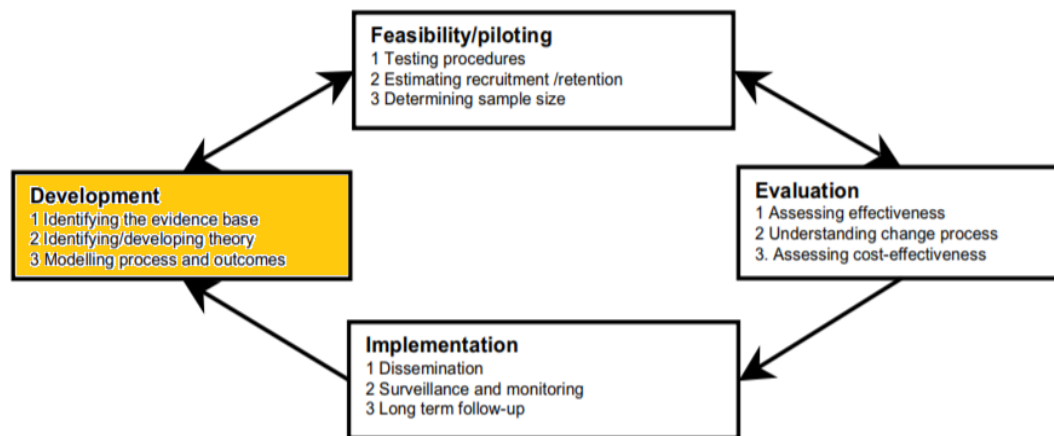 Feasibility/piloting
1 Testing procedures
2 Estimating recruitment /retention
3 Determining sample size
Development
1 Identifying the evidence base
2 Identifying/developing theory
3 Modelling process and outcomes
Evaluation
1 Assessing effectiveness
2 Understanding change process
3. Assessing cost-effectiveness
Implementation
1 Dissemination
2 Surveillance and monitoring
3 Long term follow-up